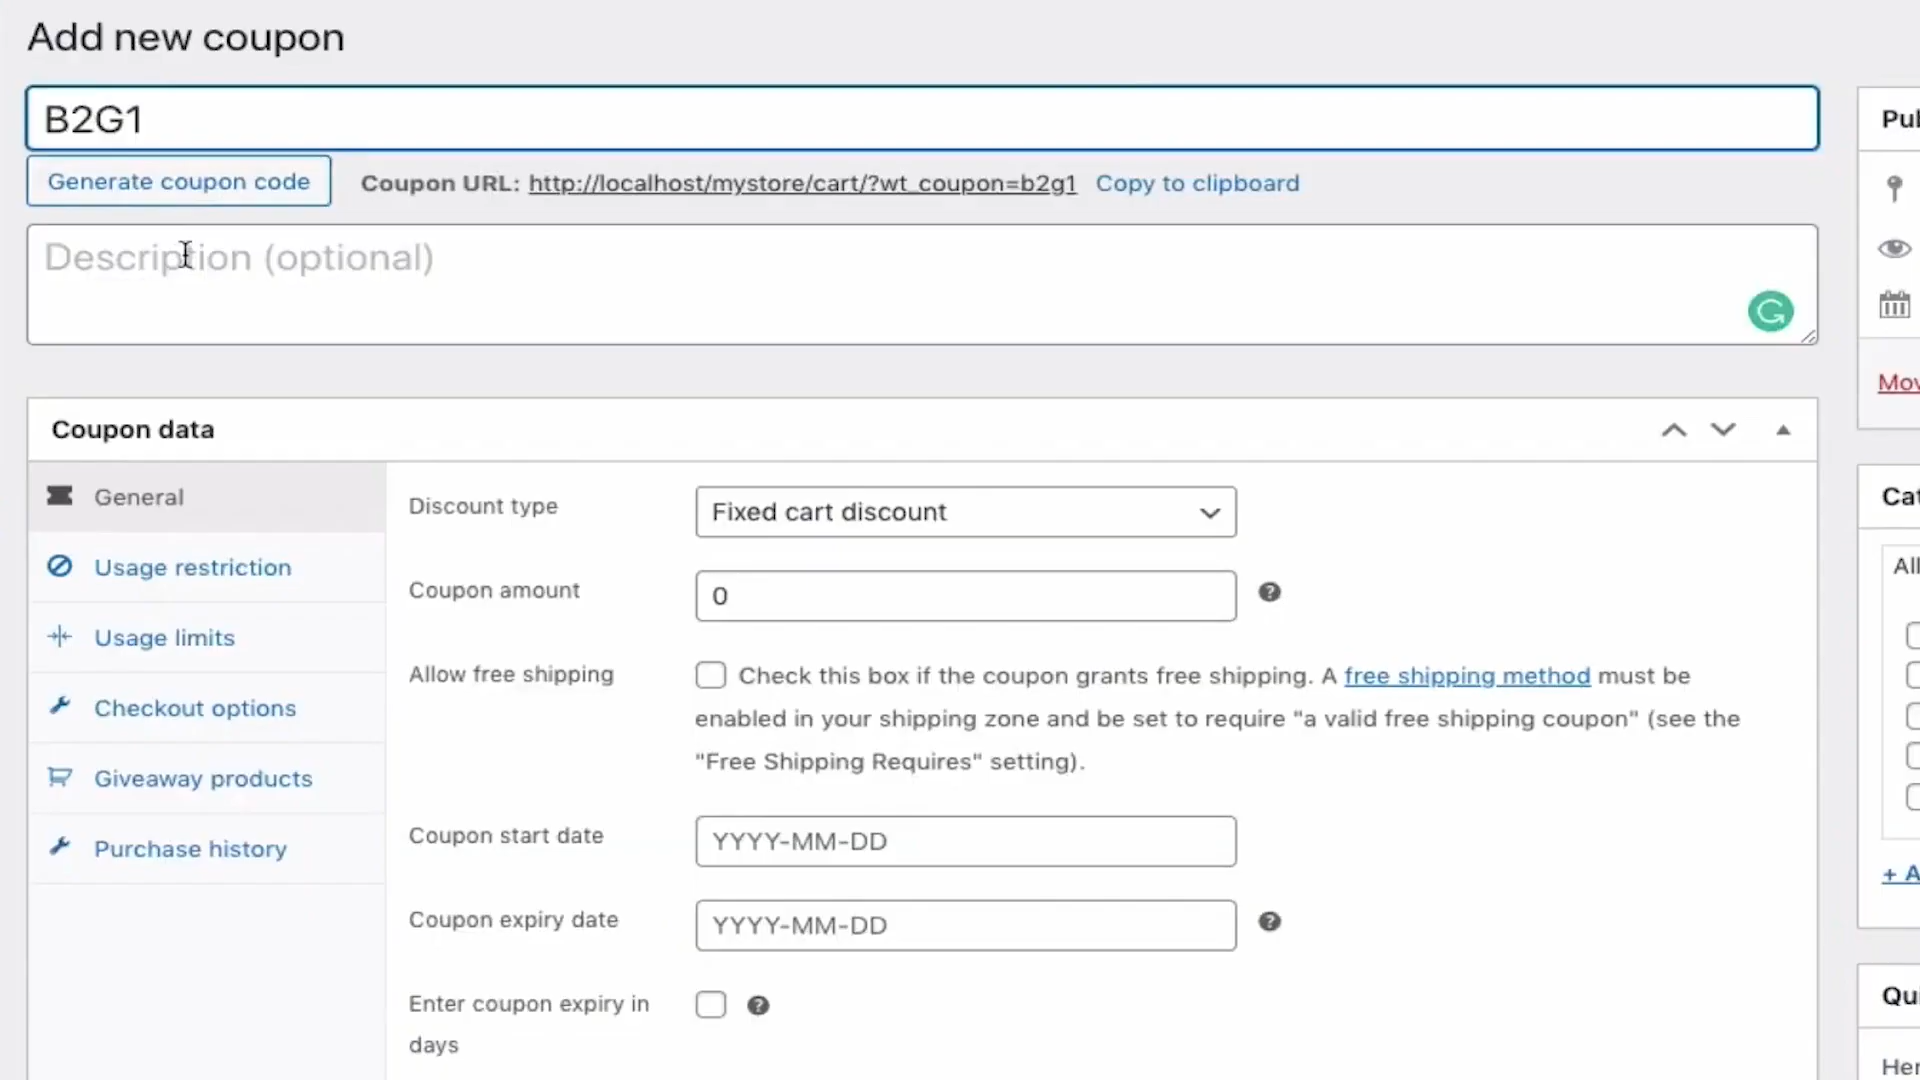 Add new coupon
B2G1
Generate coupon code
Coupon URL: http://localhost/mystore/cart/?wt_coupon=b2g1 Copy to clipboard
Description (optional)
Coupon data
General
Usage restriction
Usage limits
Checkout options
Giveaway products
Purchase history
Discount type
Fixed cart discount
Coupon amount
0
Allow free shipping
Check this box if the coupon grants free shipping. A free shipping method must be
enabled in your shipping zone and be set to require "a valid free shipping coupon" (see the
"Free Shipping Requires" setting).
Coupon start date
YYYY-MM-DD
Coupon expiry date
YYYY-MM-DD
Enter coupon expiry in
days
All